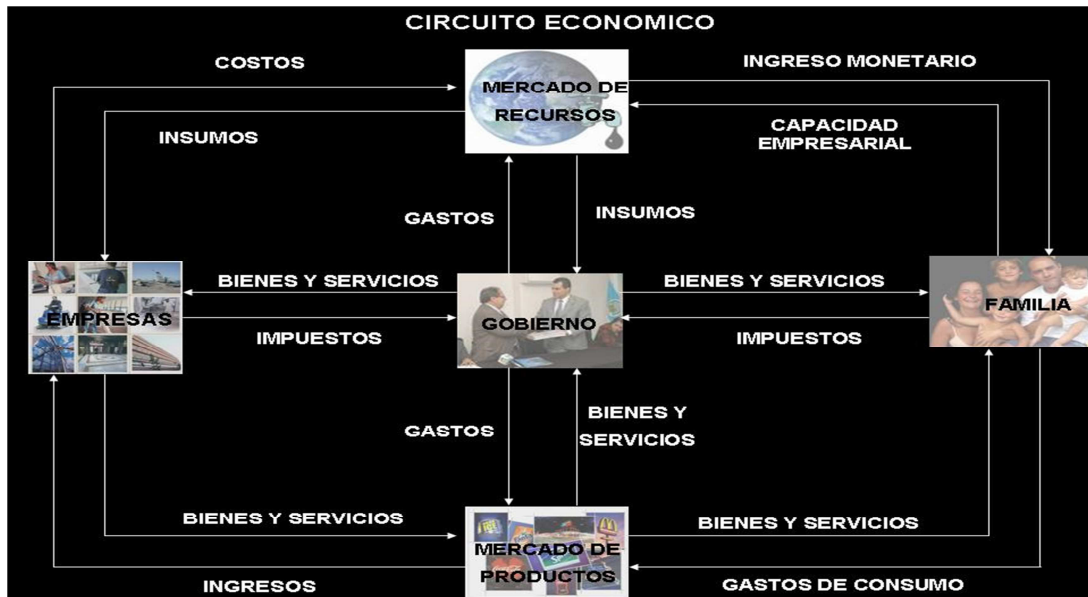 CIRCUITO ECONOMICO
COSTOS
INGRESO MONETARIO
MERCADO DE
RECURSOS
INSUMOS
CAPACIDAD
EMPRESARIAL
GASTOS
INSUMOS
BIENES Y SERVICIOS
BIENES Y SERVICIOS
EMPRESAS
GOBIERNO
FAMILIA
IMPUESTOS
IMPUESTOS
GASTOS
BIENES Y
SERVICIOS
BIENES Y SERVICIOS
BIENES Y SERVICIOS
MERCADO DE
PRODUCTOS
INGRESOS
GASTOS DE CONSUMO